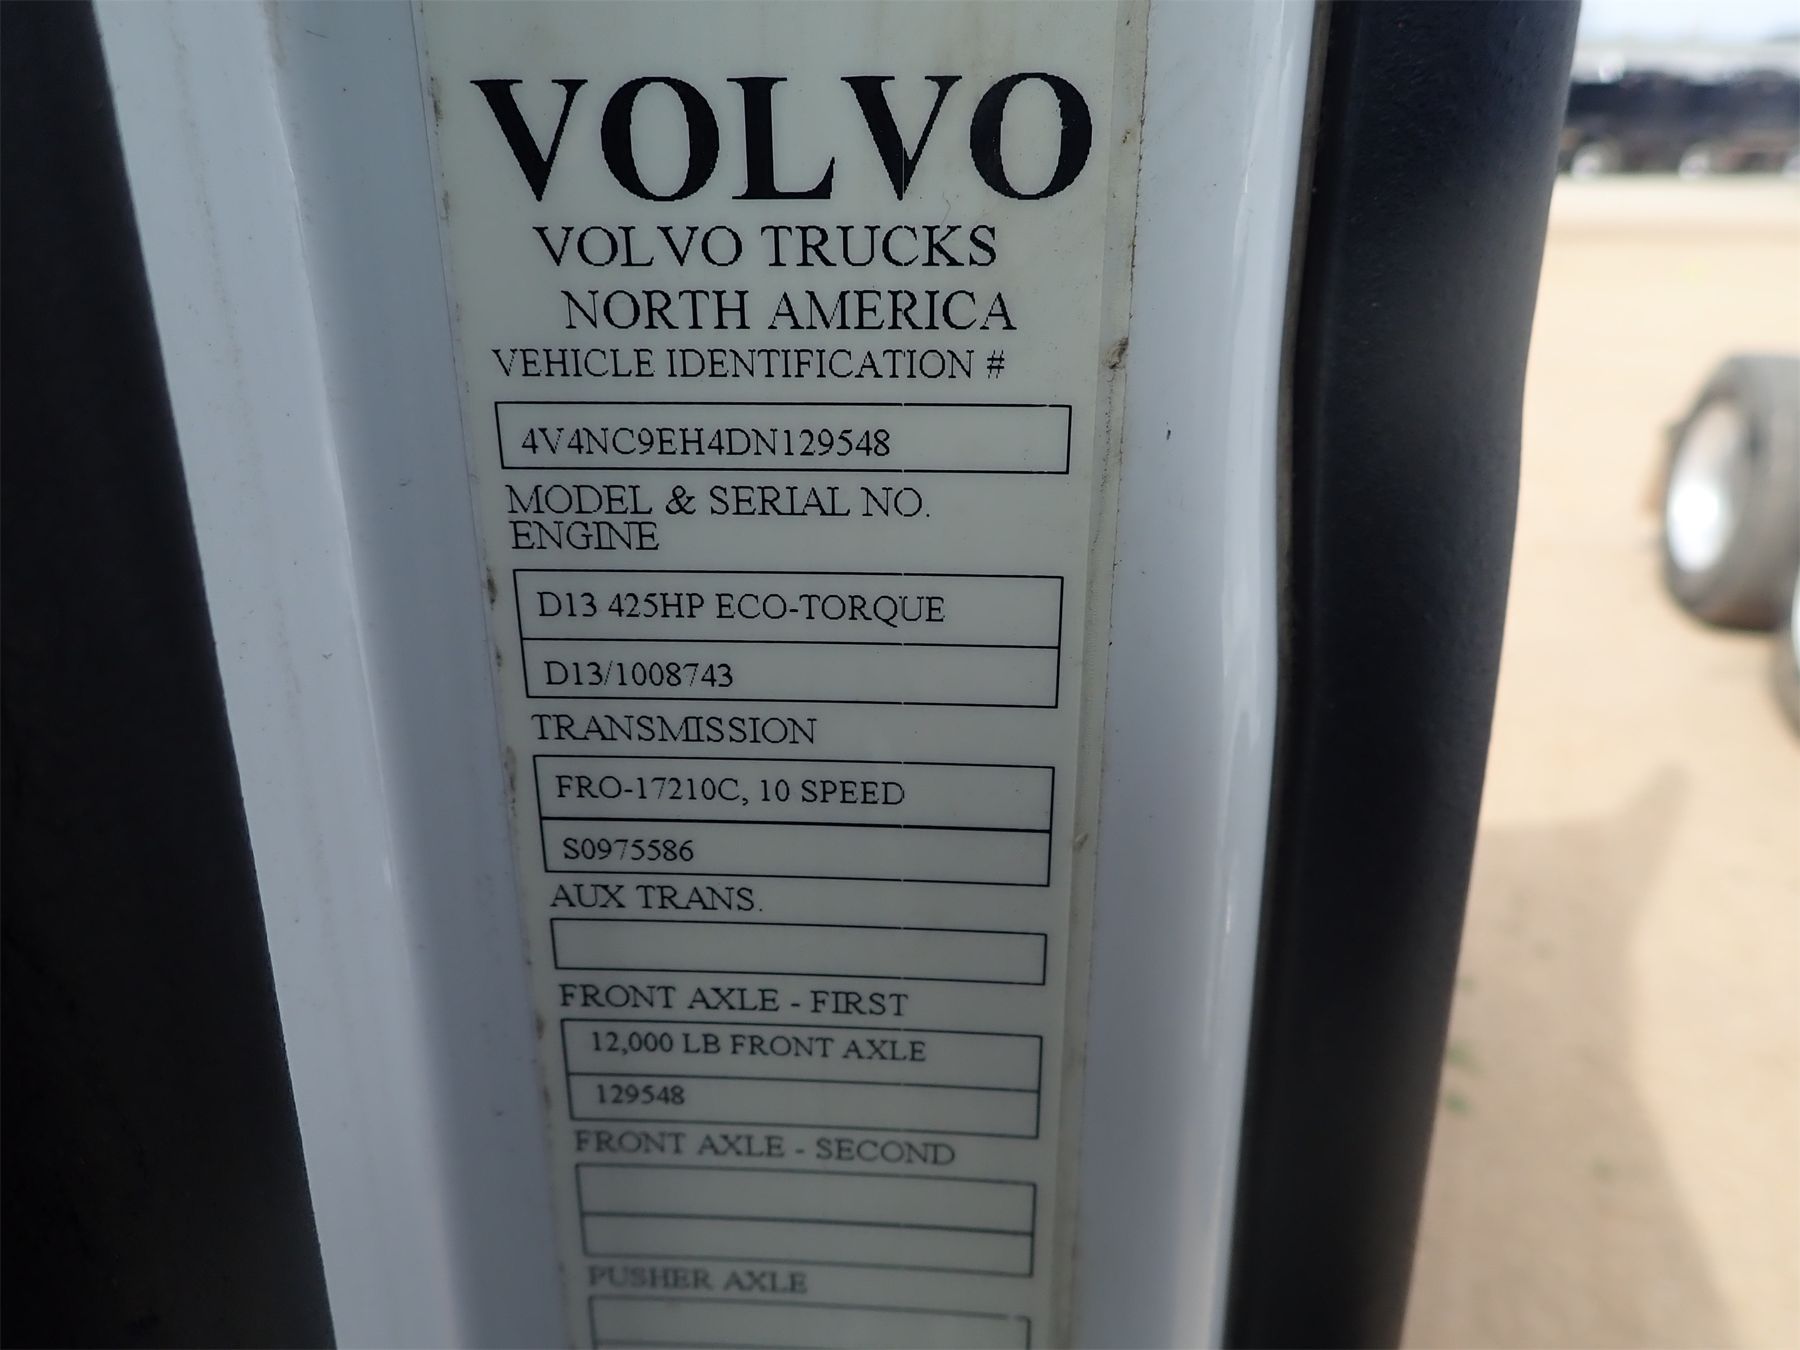 VOLVO
VOLVO TRUCKS
NORTH AMERICA
VEHICLE IDENTIFICATION #
4V4NC9EH4DN129548
MODEL & SERIAL NO.
ENGINE
D13 425HP ECO-TORQUE
D13/1008743
TRANSMISSION
FRO-17210C, 10 SPEED
S0975586
AUX TRANS.
FRONT AXLE - FIRST
12,000 LB FRONT AXLE
129548
FRONT AXLE - SECOND
PUSHER AXLE